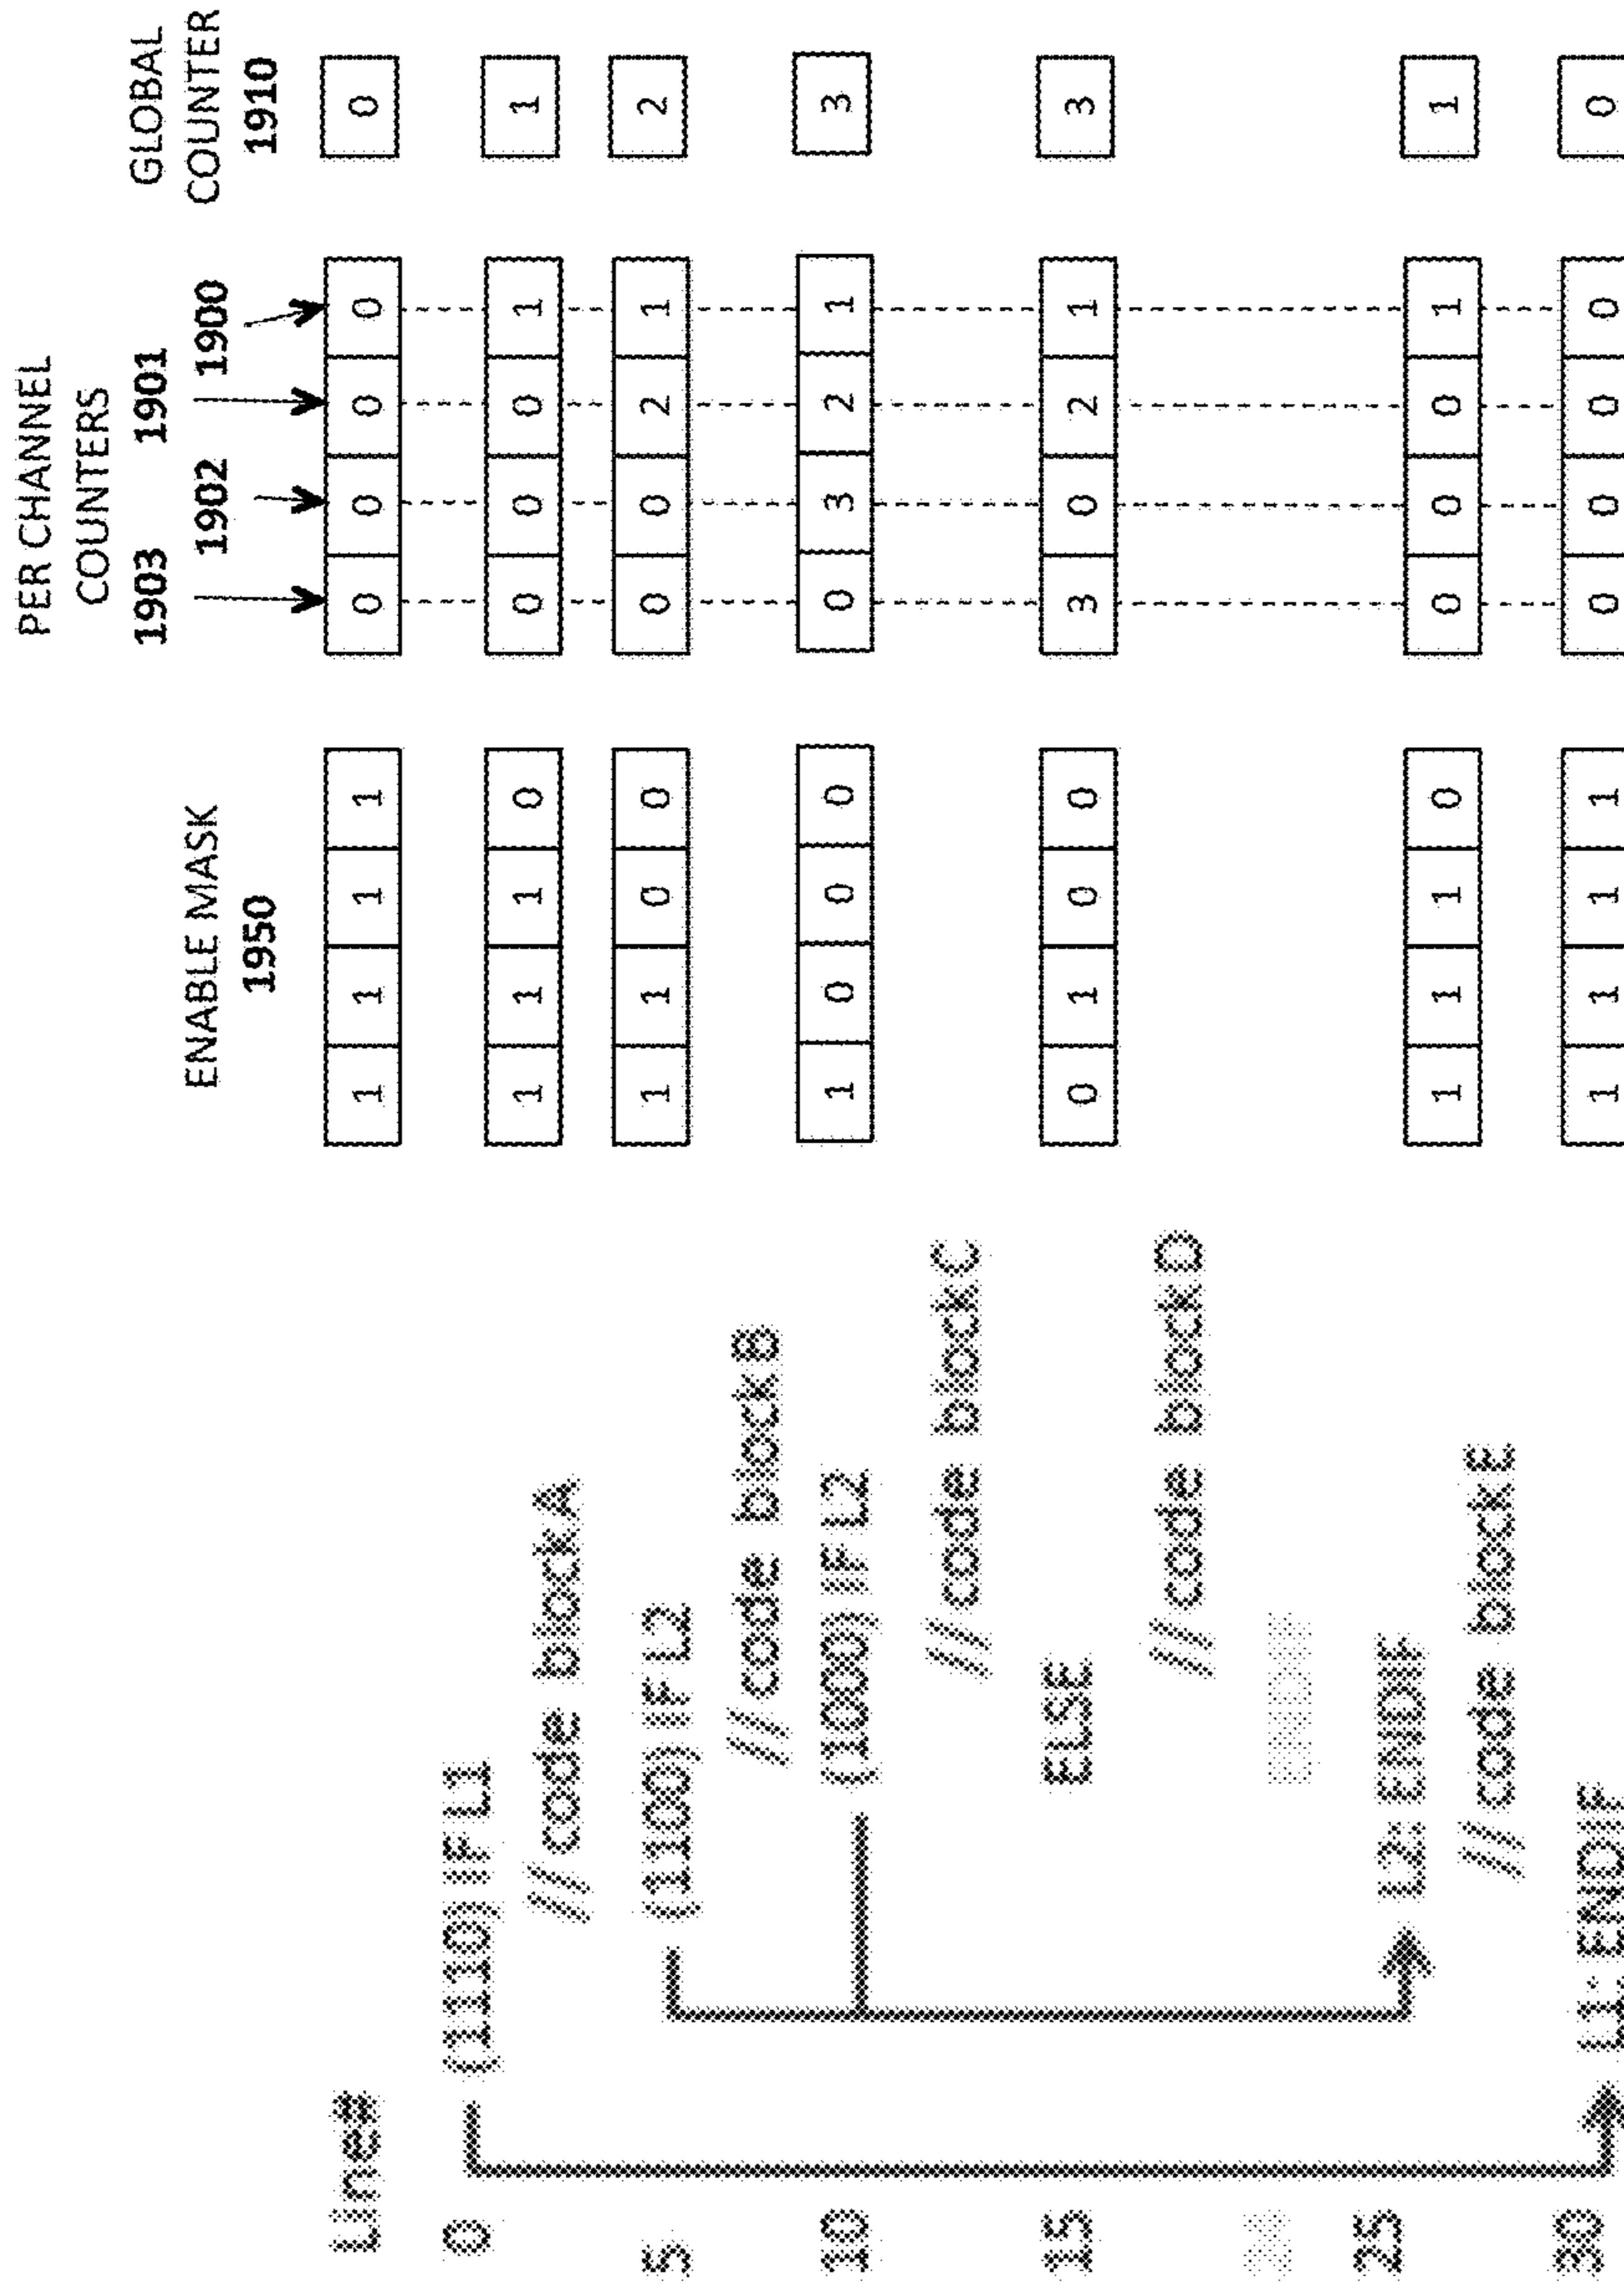 PER CHANNEL
COUNTERS
GLOBAL
COUNTER
1910
ENABLE MASK
1950
1903 1901
1902 1900
Line#
1 1 1 1 0 0 0 0 0
0 (1110) IF L1
1 1 1 0 0 0 0 1 1
// code block A
5 (1100) IF L2
1 1 0 0 0 0 2 1 2
// code block B
10 (1000) IF L2
1 0 0 0 0 3 2 1 3
// code block C
15 ELSE
0 1 0 0 3 0 2 1 3
// code block D
25 L2: ENDIF
1 1 1 0 0 0 0 1 1
// code block E
30 L1: ENDIF
1 1 1 1 0 0 0 0 0